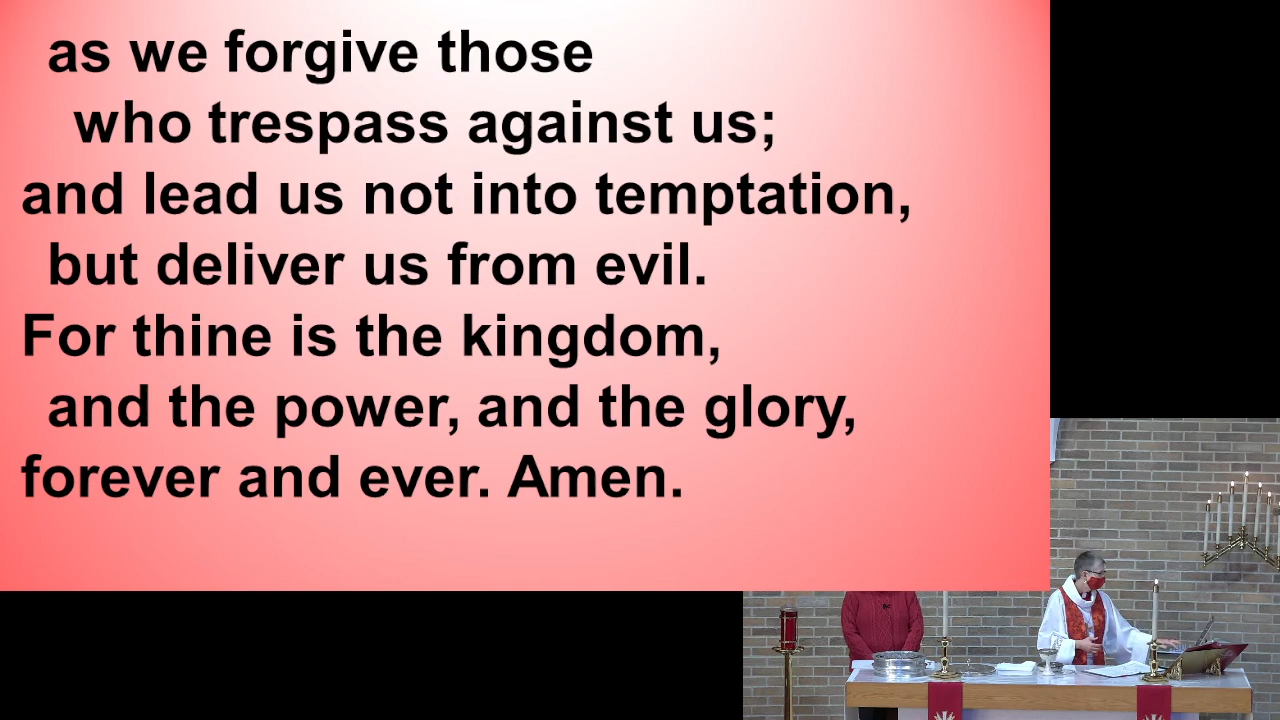 as we forgive those
who trespass against us;
and lead us not into temptation,
but deliver us from evil.
For thine is the kingdom,
and the power, and the glory,
forever and ever. Amen.